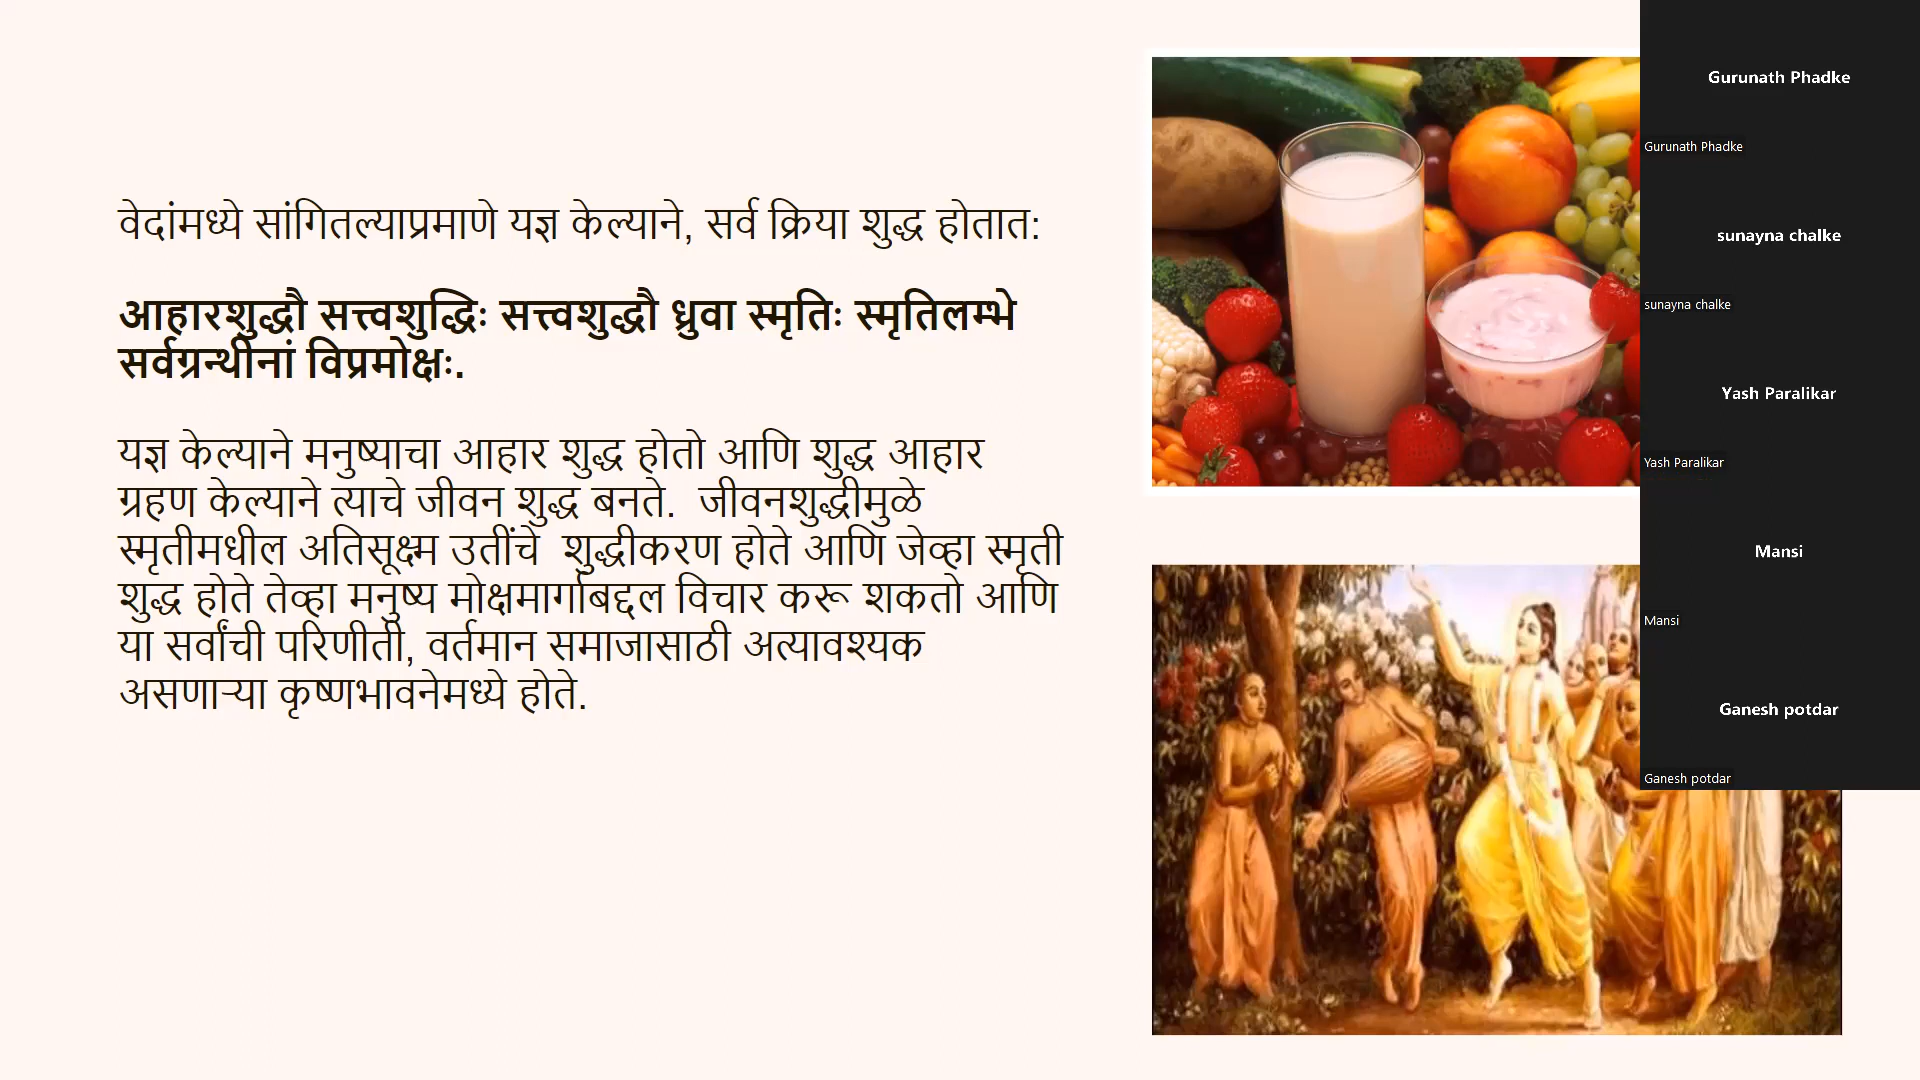 वेदांमध्ये सांगितल्याप्रमाणे यज्ञ केल्याने, सर्व क्रिया शुद्ध होतात:
आहारशुद्धौ सत्त्वशुद्धिः सत्त्वशुद्धौ ध्रुवा स्मृतिः स्मृतिलम्भे
सर्वग्रन्थीनां विप्रमोक्षः.
यज्ञ केल्याने मनुष्याचा आहार शुद्ध होतो आणि शुद्ध आहार
ग्रहण केल्याने त्याचे जीवन शुद्ध बनते.  जीवनशुद्धीमुळे
स्मृतीमधील अतिसूक्ष्म उतींचे  शुद्धीकरण होते आणि जेव्हा स्मृती
शुद्ध होते तेव्हा मनुष्य मोक्षमार्गाबद्दल विचार करू शकतो आणि
या सर्वांची परिणीती, वर्तमान समाजासाठी अत्यावश्यक
असणाऱ्या कृष्णभावनेमध्ये होते.
Gurunath Phadke
Gurunath Phadke
sunayna chalke
sunayna chalke
Yash Paralikar
Yash Paralikar
Mansi
Mansi
Ganesh potdar
Ganesh potdar